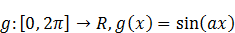 g: [0, 2π] → R, g(x) = sin(ax)